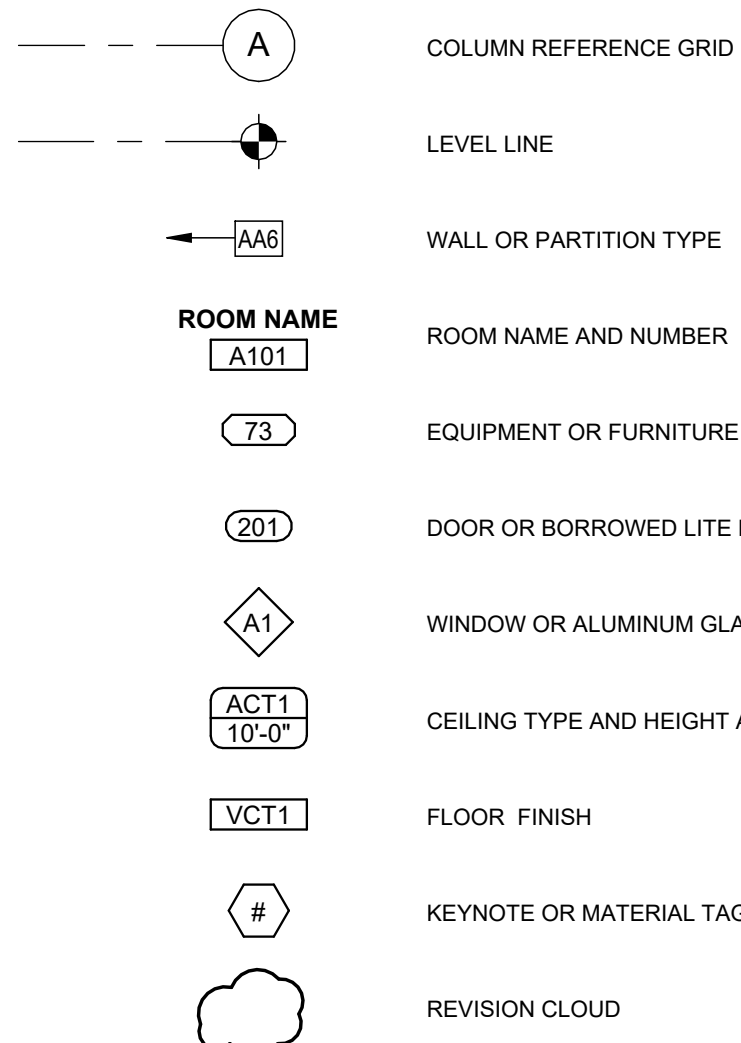 A COLUMN REFERENCE GRID
LEVEL LINE
AA6 WALL OR PARTITION TYPE
ROOM NAME
A101 ROOM NAME AND NUMBER
73 EQUIPMENT OR FURNITURE
201 DOOR OR BORROWED LITE
A1 WINDOW OR ALUMINUM
ACT1
10'-0" CEILING TYPE AND HEIGHT
VCT1 FLOOR FINISH
# KEYNOTE OR MATERIAL
REVISION CLOUD